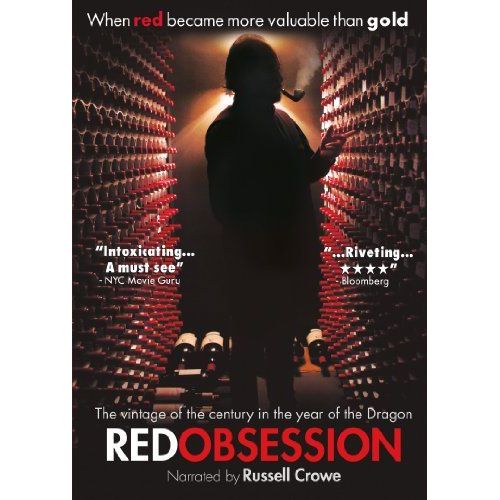 When red became more valuable than gold
"Intoxicating...
A must see"
- NYC Movie Guru
"...Riveting...
★★★★"
- Bloomberg
The vintage of the century in the year of the Dragon
REDOBSESSION
Narrated by Russell Crowe